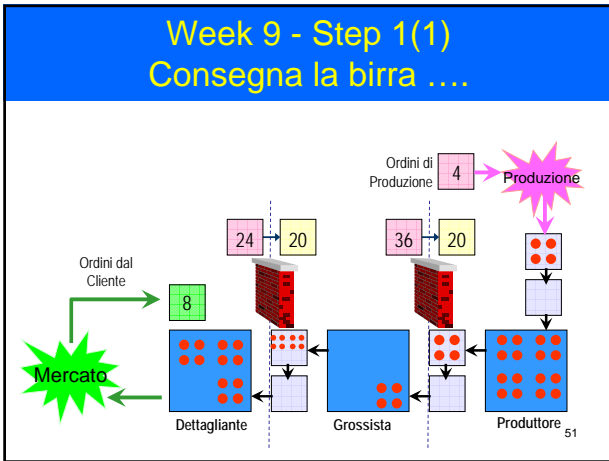 Week 9 - Step 1(1)
Consegna la birra ....
Ordini di
Produzione
4
Produzione
24
20
36
20
Ordini dal
Cliente
8
Mercato
Dettagliante
Grossista
Produttore
51